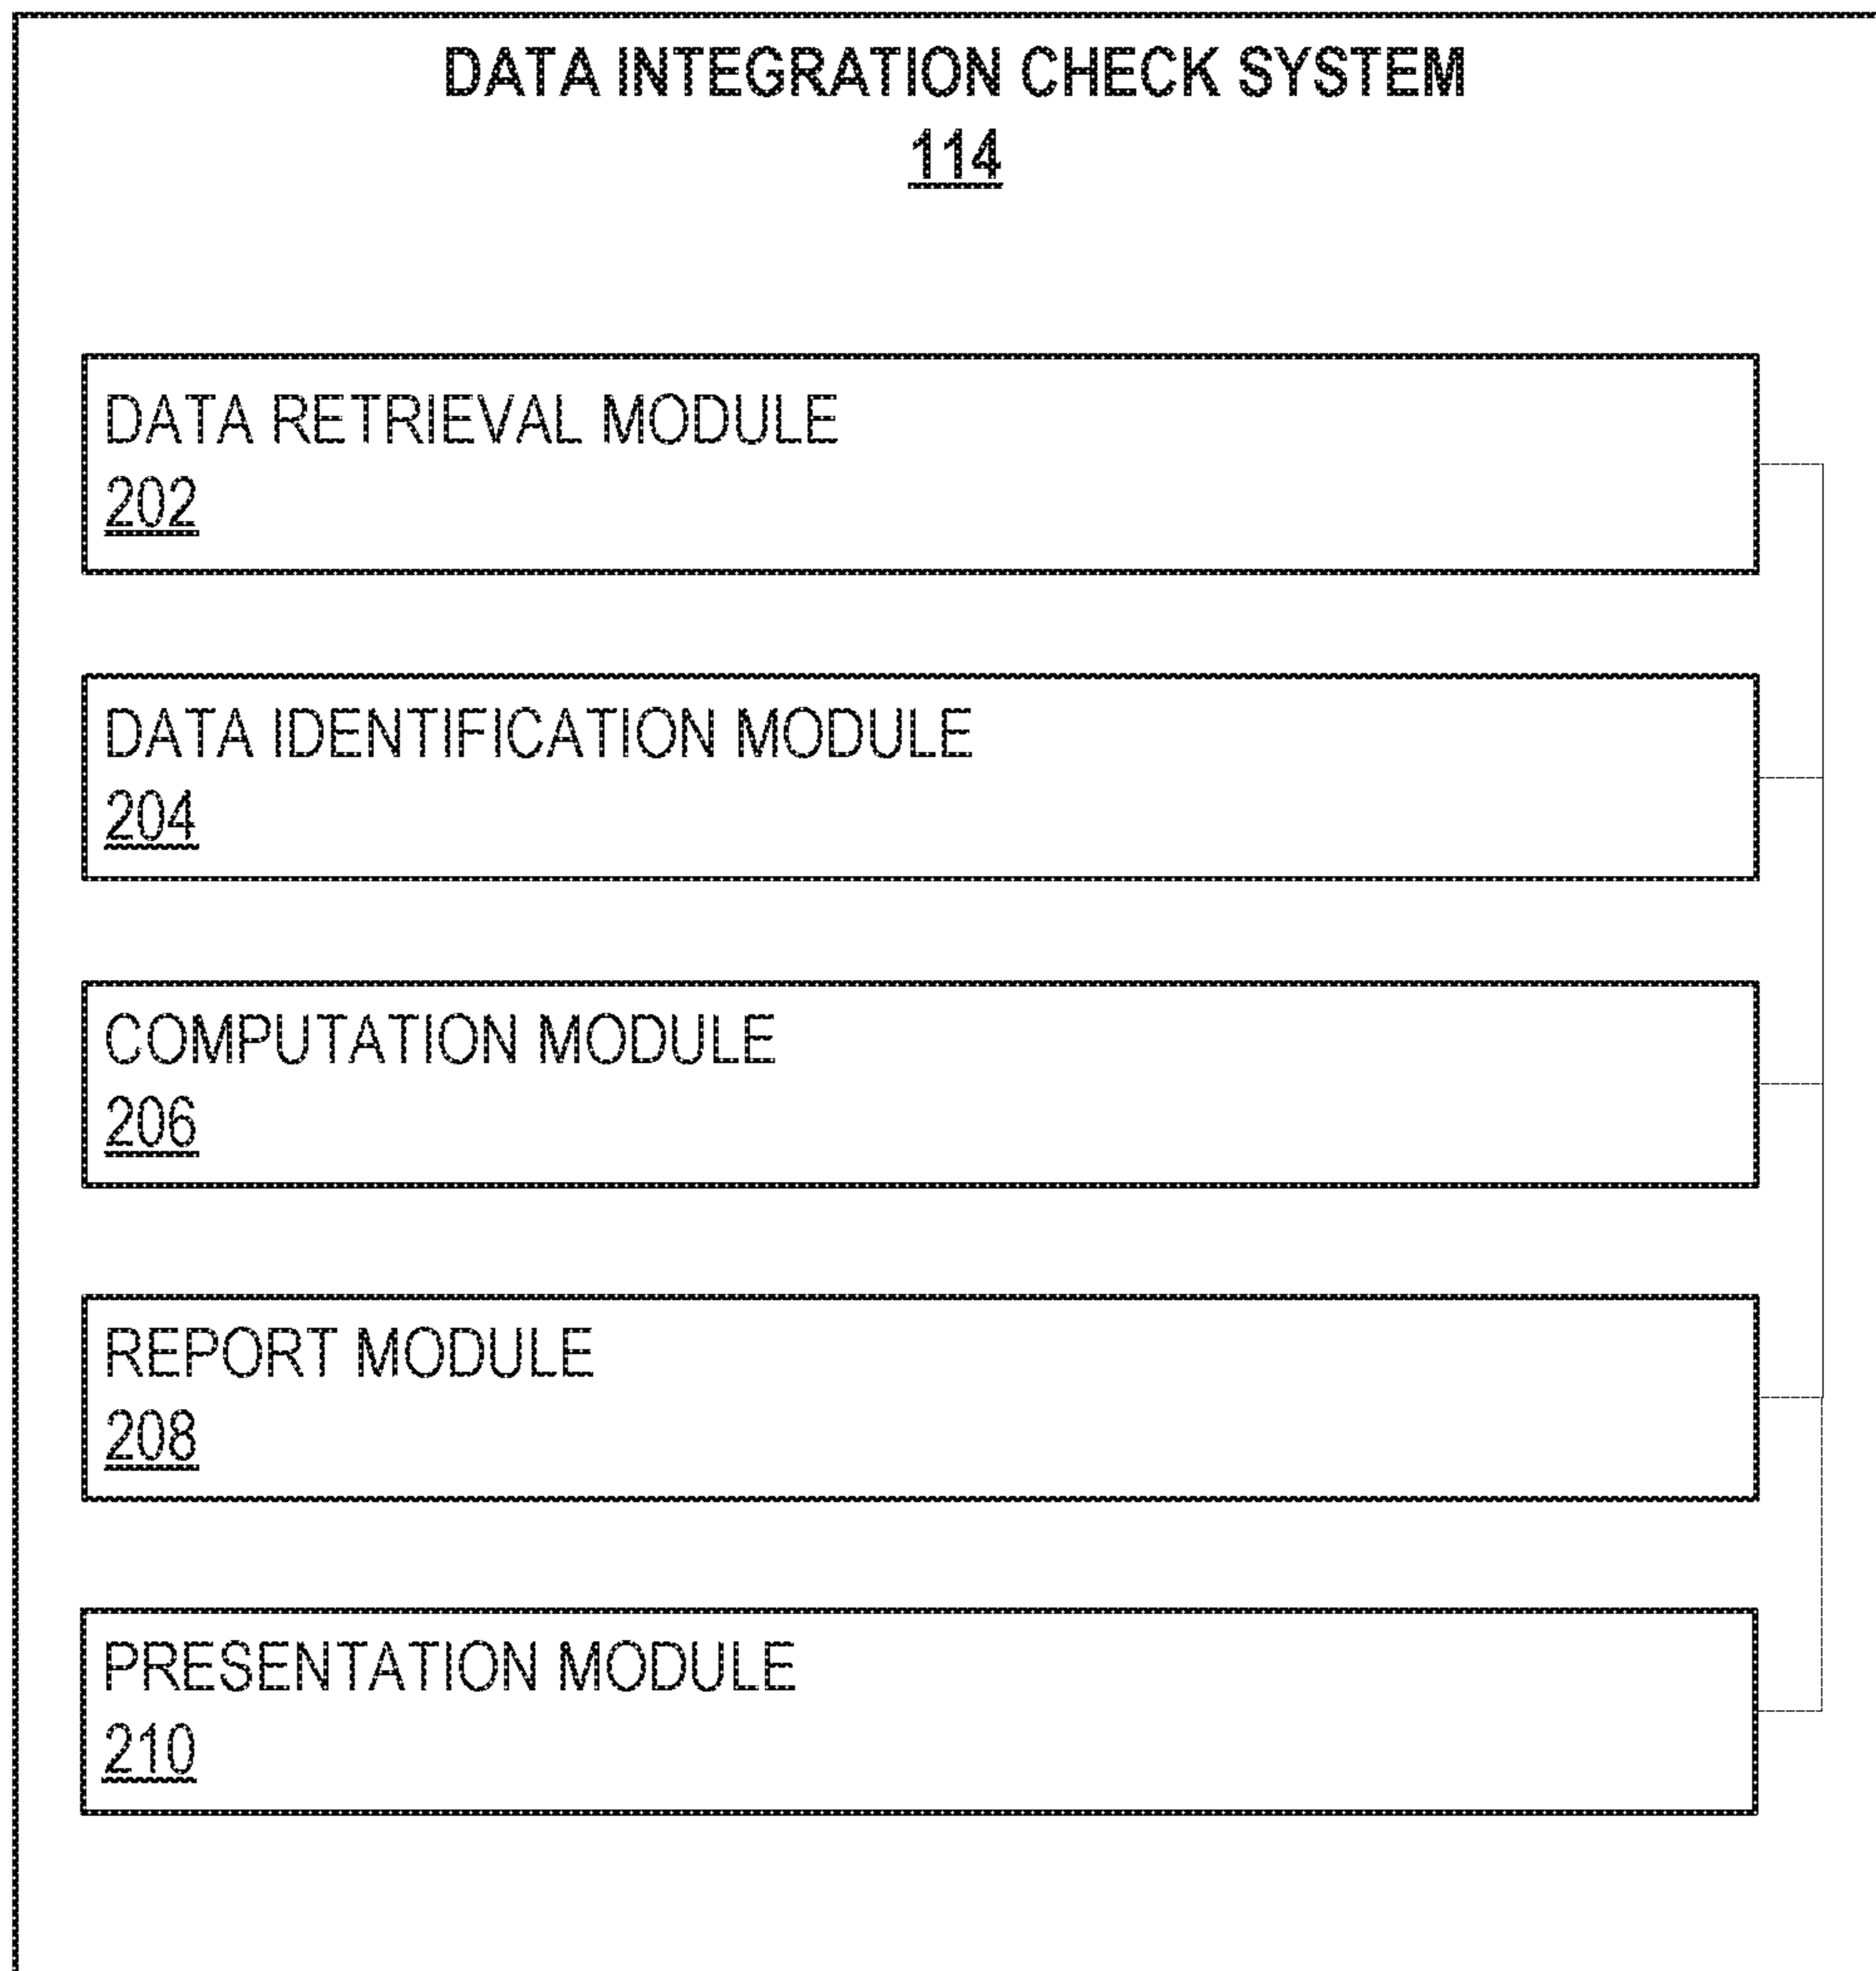 DATA INTEGRATION CHECK SYSTEM
114
DATA RETRIEVAL MODULE
202
DATA IDENTIFICATION MODULE
204
COMPUTATION MODULE
206
REPORT MODULE
208
PRESENTATION MODULE
210